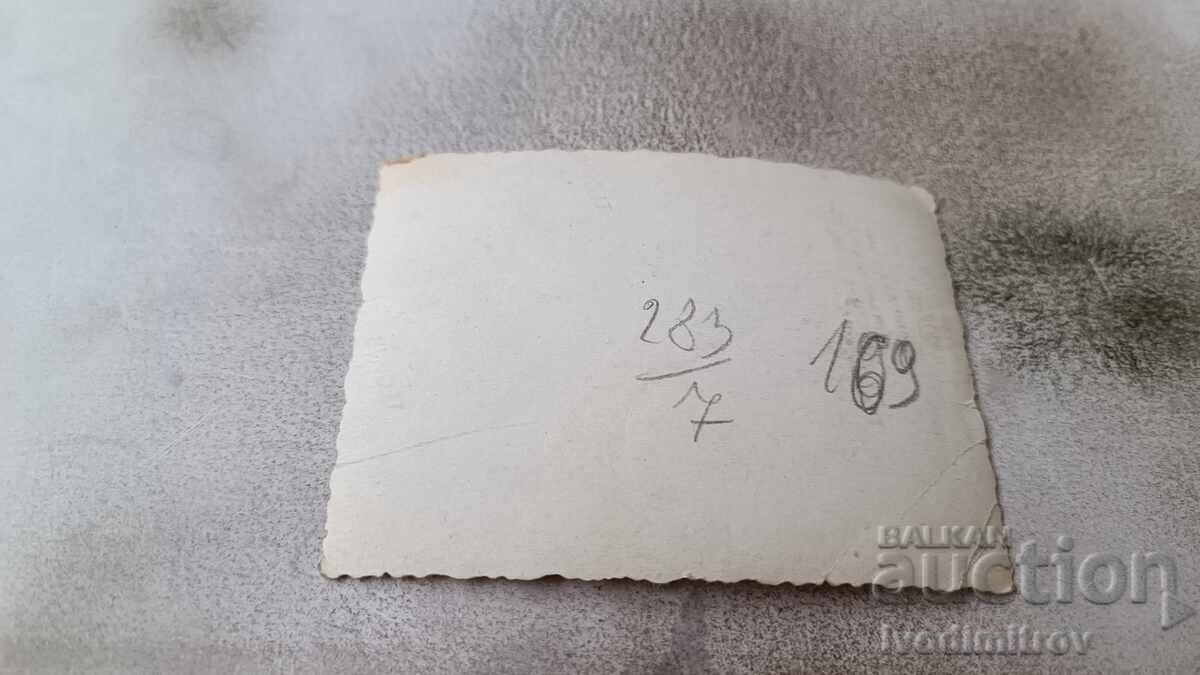 283
7
169
BALKAN
auction
ivodimitrov